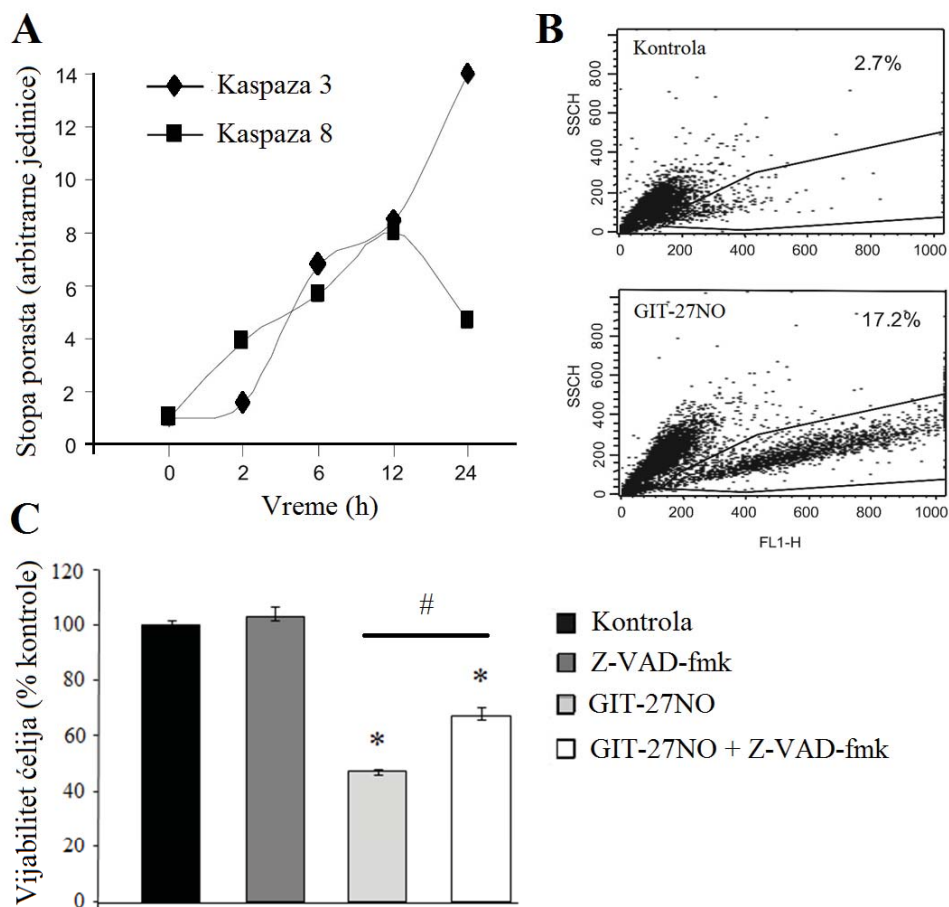 A
Stopa porasta (arbitrarne jedinice)
14
12
10
8
6
4
2
0
Kaspaza 3
Kaspaza 8
0 2 6 12 24
Vreme (h)
B
Kontrola
2.7%
SSCH
800
600
400
200
0
0 200 400 600 800 1000
GIT-27NO
17.2%
SSCH
800
600
400
200
0
0 200 400 600 800 1000
FL1-H
C
Vijabilitet ćelija (% kontrole)
120
100
80
60
40
20
0
#
*
*
Kontrola
Z-VAD-fmk
GIT-27NO
GIT-27NO + Z-VAD-fmk